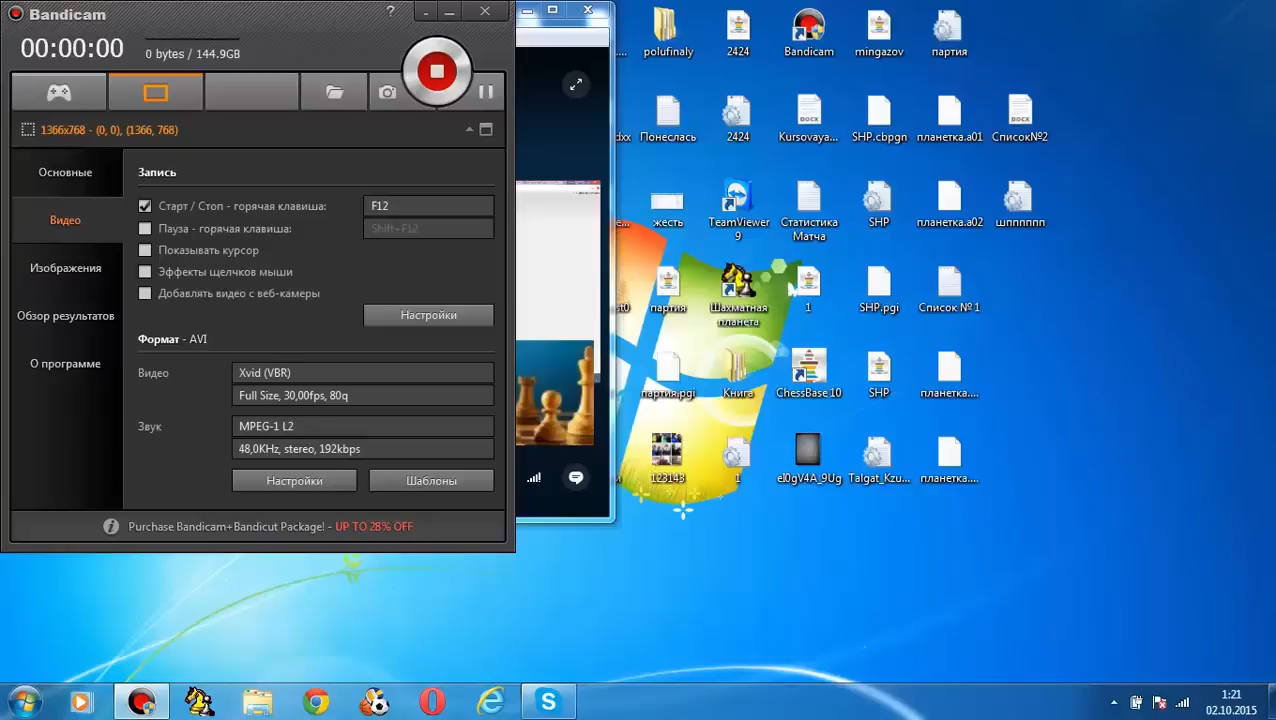 Bandicam
?
00:00:00
0 bytes / 144.9GB
1366x768 - (0, 0), (1366, 768)
Основные
Видео
Изображения
Обзор результатов
О программе
Запись
Старт / Стоп - горячая клавиша:
F12
Пауза - горячая клавиша:
Shift+F12
Показывать курсор
Эффекты щелчков мыши
Добавлять видео с веб-камеры
Настройки
Формат - AVI
Видео
Xvid (VBR)
Full Size, 30,00fps, 80q
Звук
MPEG-1 L2
48,0KHz, stereo, 192kbps
Настройки
Шаблоны
Purchase Bandicam+Bandicut Package! - UP TO 28% OFF
polufinaly
2424
Bandicam
mingazov
партия
Понеслась
2424
DOCX
Kursovaya...
SHP.cbpgn
планетка.a01
DOCX
Список№2
жесть
TeamViewer
9
Статистика
Матча
SHP
планетка.a02
шпппппп
партия
Шахматная
планета
1
SHP.pgi
Список № 1
партия.pgi
Книга
ChessBase 10
SHP
планетка....
123143
1
eI0gV4A_9Ug
Talgat_Kzu...
планетка....
1:21
02.10.2015